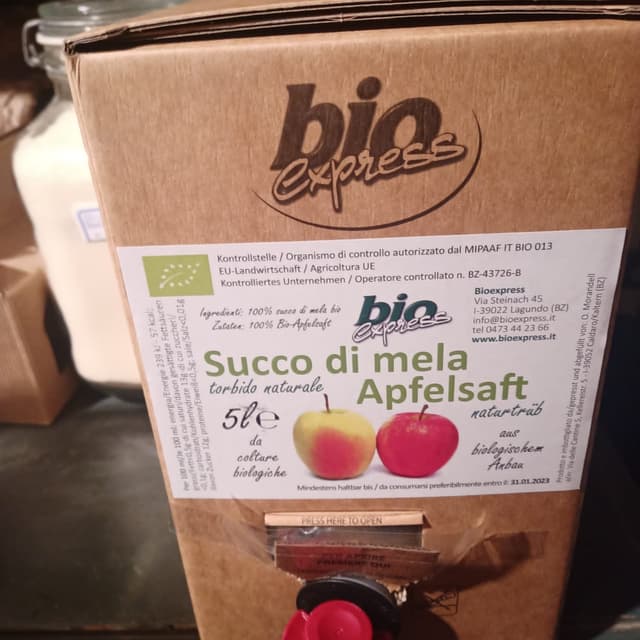 bio
express
Kontrollstelle / Organismo di controllo autorizzato dal MIPAAF IT BIO 013
EU-Landwirtschaft / Agricoltura UE
Kontrolliertes Unternehmen / Operatore controllato n. BZ-43726-B
Ingredienti: 100% succo di mela bio
Zutaten: 100% Bio-Apfelsaft
bio
express
Bioexpress
Via Steinach 45
I-39022 Lagundo (BZ)
info@bioexpress.it
tel 0473 44 23 66
www.bioexpress.it
Succo di mela
torbido naturale
Apfelsaft
naturtrüb
5l e
da
colture
biologiche
aus
biologischem
Anbau
Mindestens haltbar bis / da consumarsi preferibilmente entro il: 31.01.2023
PRESS HERE TO OPEN